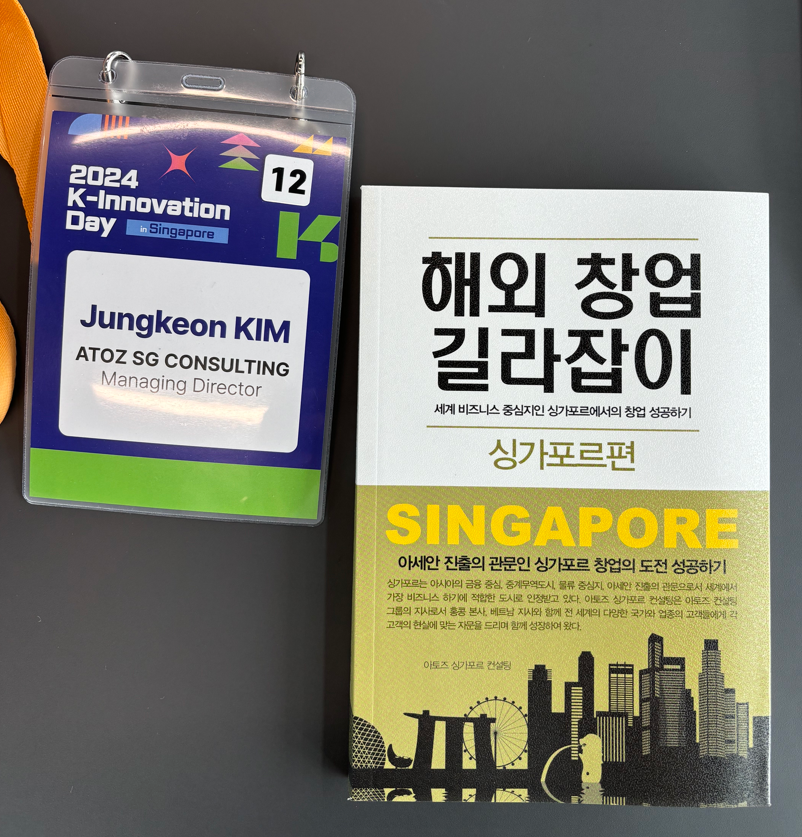 2024
K-Innovation
Day in Singapore
12
Jungkeon KIM
ATOZ SG CONSULTING
Managing Director
해외 창업
길라잡이
세계 비즈니스 중심지인 싱가포르에서의 창업 성공하기
싱가포르편
SINGAPORE
아세안 진출의 관문인 싱가포르 창업의 도전 성공하기
싱가포르는 아시아의 금융 중심, 중계무역도시, 물류 중심지, 아세안 진출의 관문으로서 세계에서
가장 비즈니스 하기에 적합한 도시로 인정받고 있다. 아토즈 싱가포르 컨설팅은 아토즈 컨설팅
그룹의 지사로서 홍콩 본사, 베트남 지사와 함께 전 세계의 다양한 국가와 업종의 고객들에게 각
고객의 현실에 맞는 자문을 드리며 함께 성장하여 왔다.
아토즈 싱가포르 컨설팅